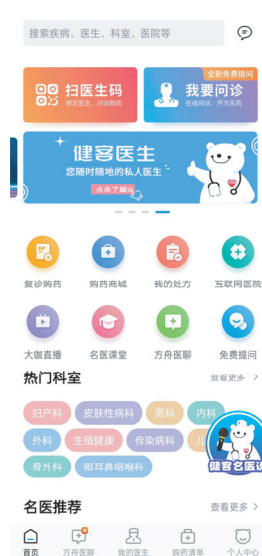 搜索疾病、医生、科室、医院等
全新免费提问
扫医生码
绑定医生、问诊购药
我要问诊
在线问诊、开方买药
健客医生
您随时随地的私人医生
点击了解
复诊购药
购药商城
我的处方
互联网医院
大咖直播
名医课堂
方舟医聊
免费提问
热门科室
查看更多 >
妇产科
皮肤性病科
男科
内科
外科
生殖健康
传染病科
儿
骨外科
眼耳鼻咽喉科
健客名医讲
名医推荐
查看更多 >
首页
方舟医聊
我的医生
购药清单
个人中心